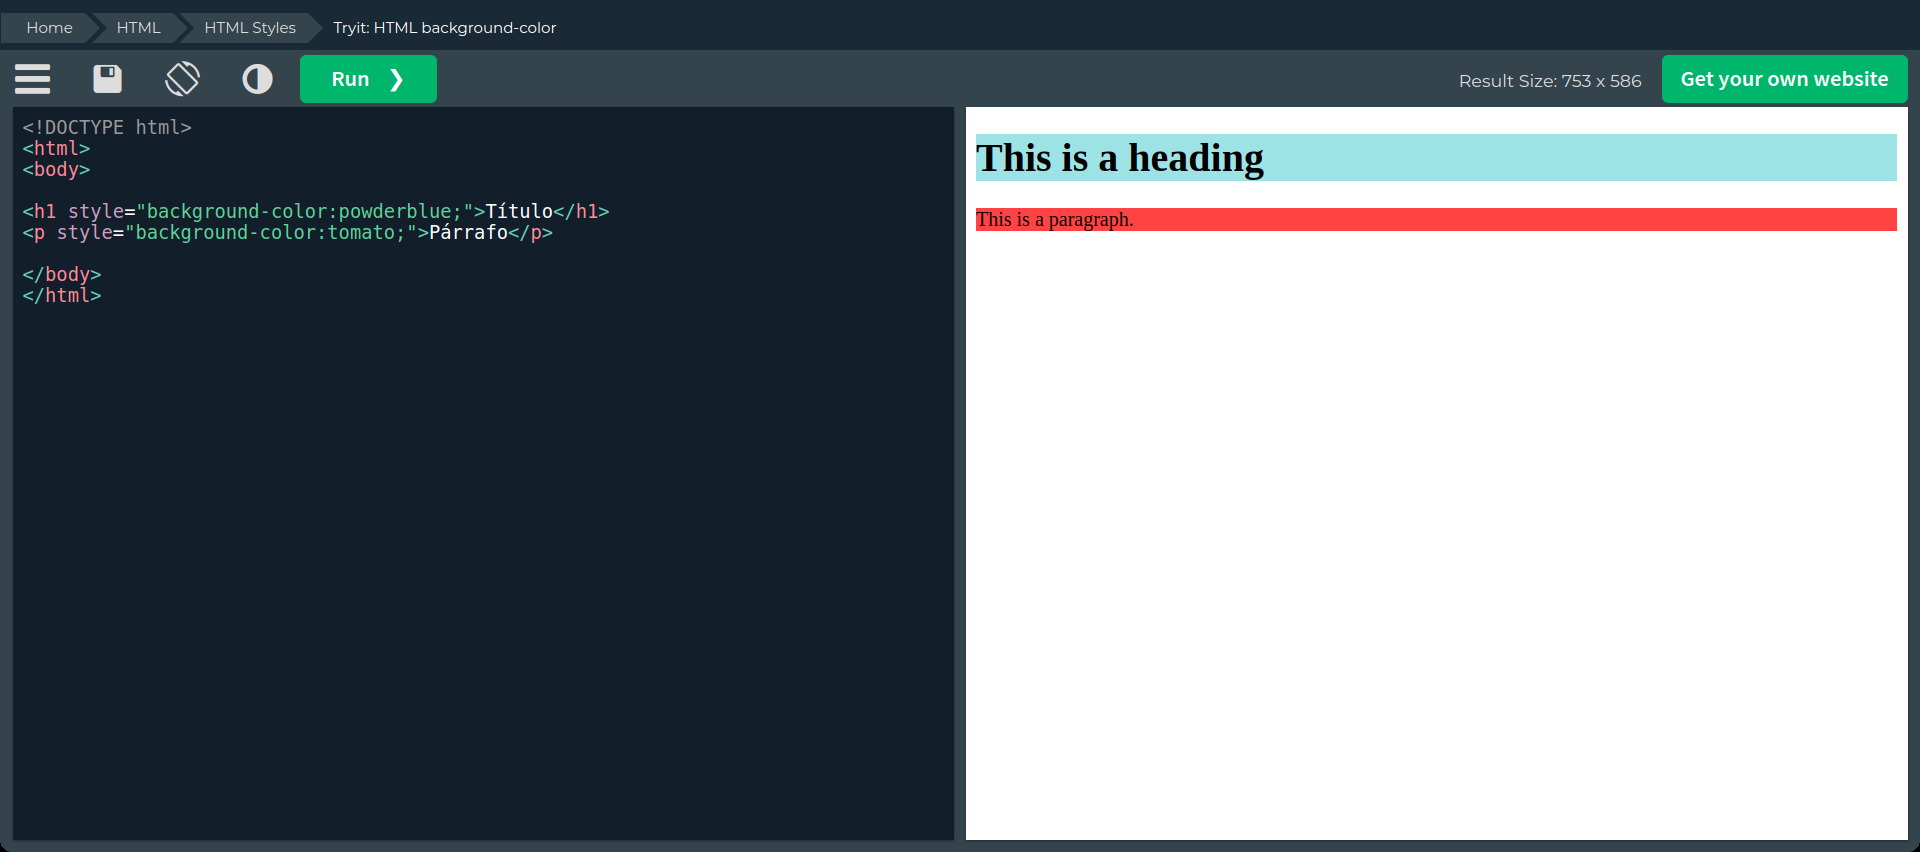 Home HTML HTML Styles Tryit: HTML background-color
Run ❯ Result Size: 753 x 586 Get your own website
<!DOCTYPE html>
<html>
<body>
<h1 style="background-color:powderblue;">Título</h1>
<p style="background-color:tomato;">Párrafo</p>
</body>
</html>
This is a heading
This is a paragraph.